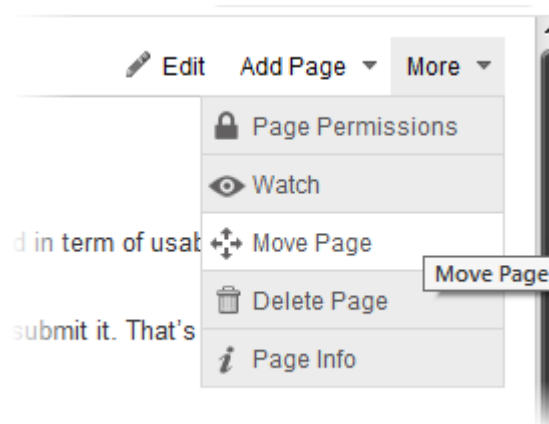 Edit Add Page More
Page Permissions
Watch
d in term of usab Move Page
Move Page
Delete Page
submit it. That's
Page Info